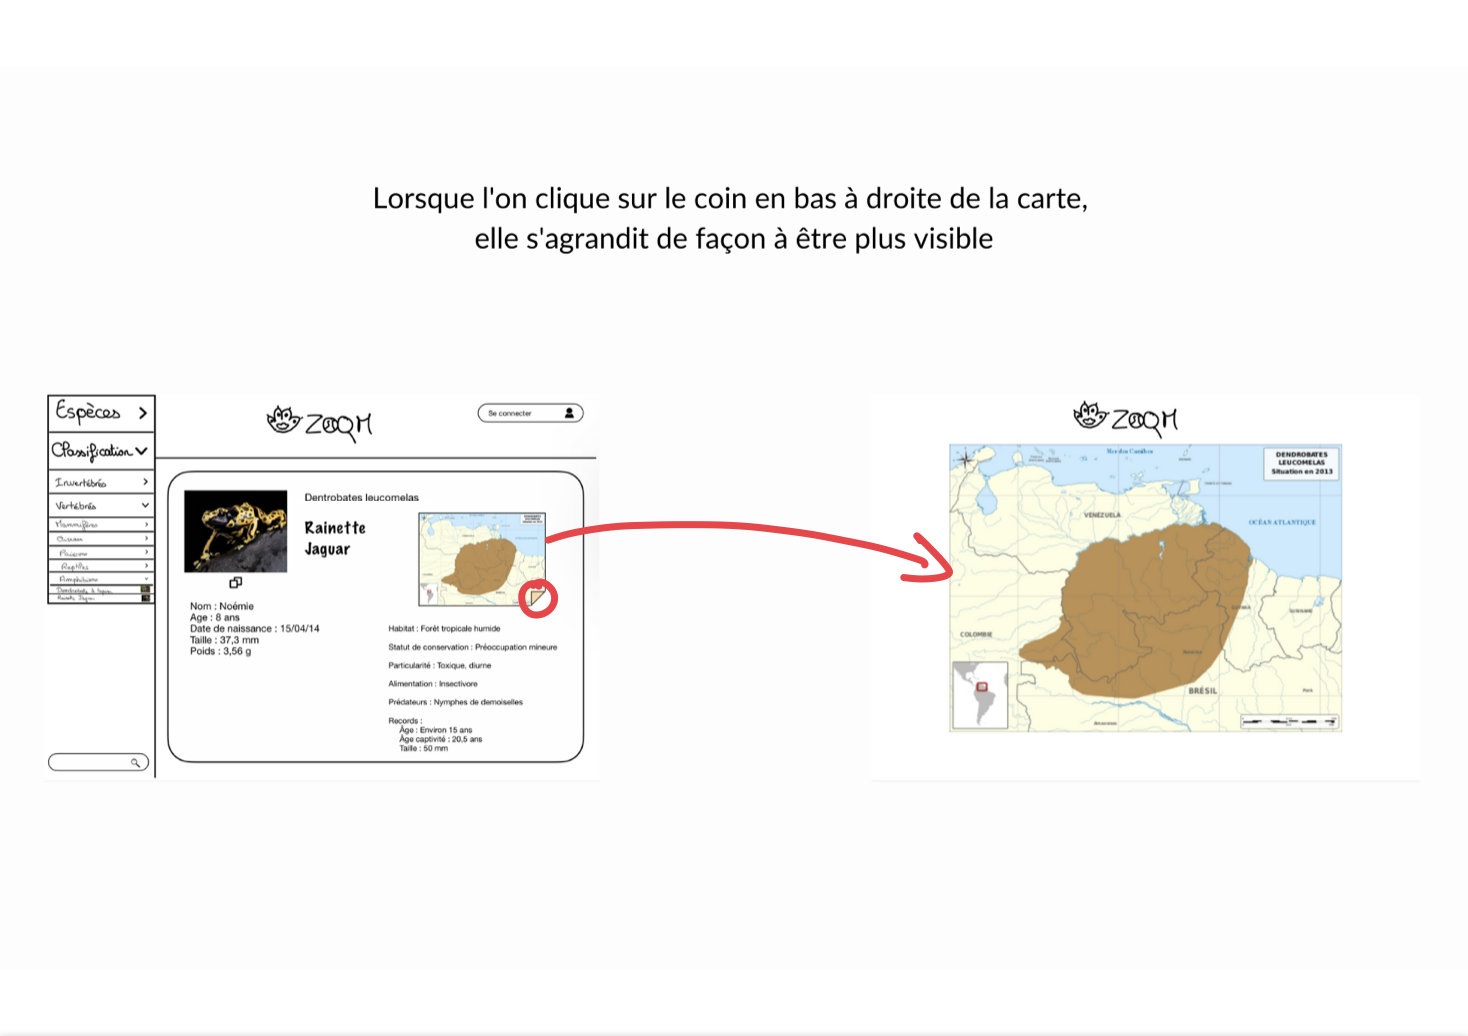 Lorsque l'on clique sur le coin en bas à droite de la carte,
elle s'agrandit de façon à être plus visible
Espèces
Classification
Invertébrés
Vertébrés
Mammifères
Oiseaux
Poissons
Reptiles
Amphibiens
ZOOM
Se connecter
Dentrobates leucomelas
Rainette
Jaguar
Nom : Noémie
Age : 8 ans
Date de naissance : 15/04/14
Taille : 37,3 mm
Poids : 3,56 g
Habitat : Forêt tropicale humide
Statut de conservation : Préoccupation mineure
Particularité : Toxique, diurne
Alimentation : Insectivore
Prédateurs : Nymphes de demoiselles
Records :
Âge : Environ 15 ans
Âge captivité : 20,5 ans
Taille : 50 mm
ZOOM
Mer des Caraïbes
DENDROBATES
LEUCOMELAS
Situation en 2013
VENEZUELA
OCÉAN ATLANTIQUE
GUYANA
SURINAME
COLOMBIE
BRÉSIL